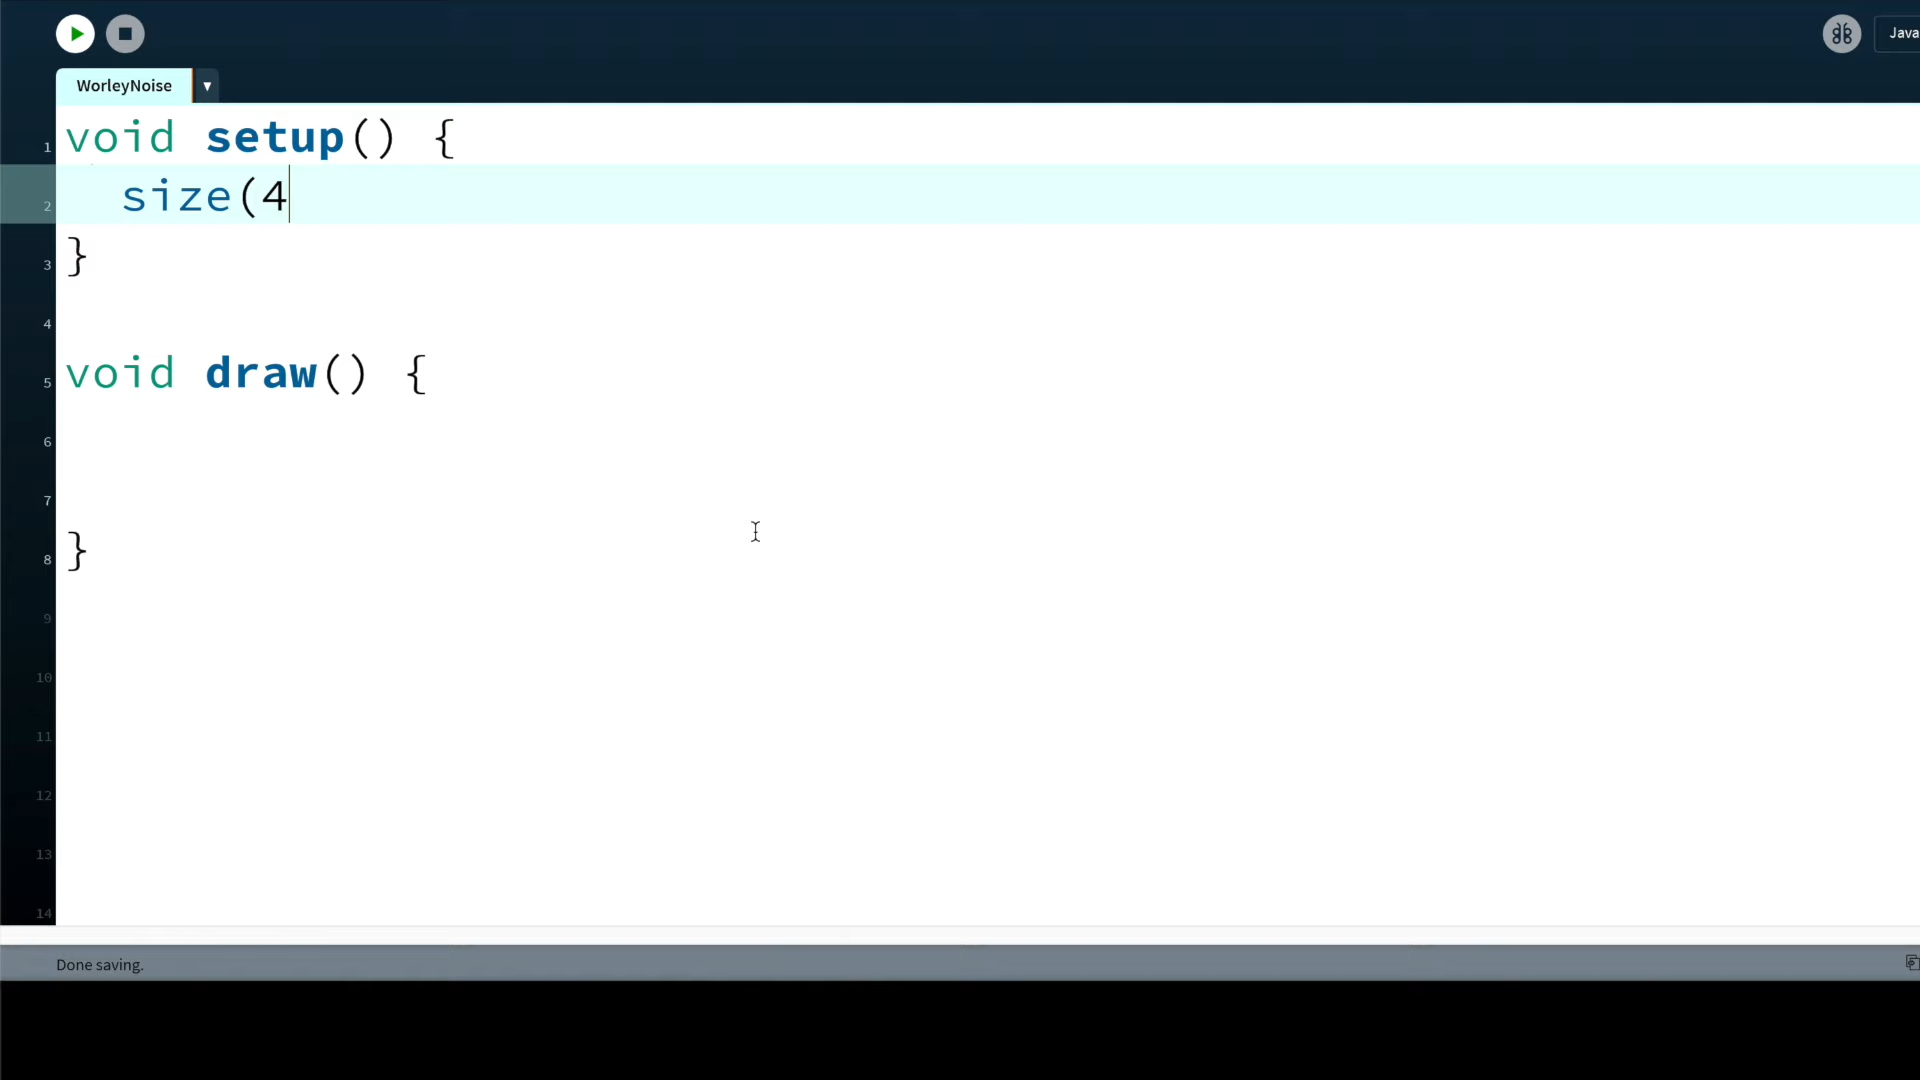 Java
WorleyNoise ▼
1 void setup() {
2 size(4
3 }
4
5 void draw() {
6
7
8 }
9
10
11
12
13
14
Done saving.